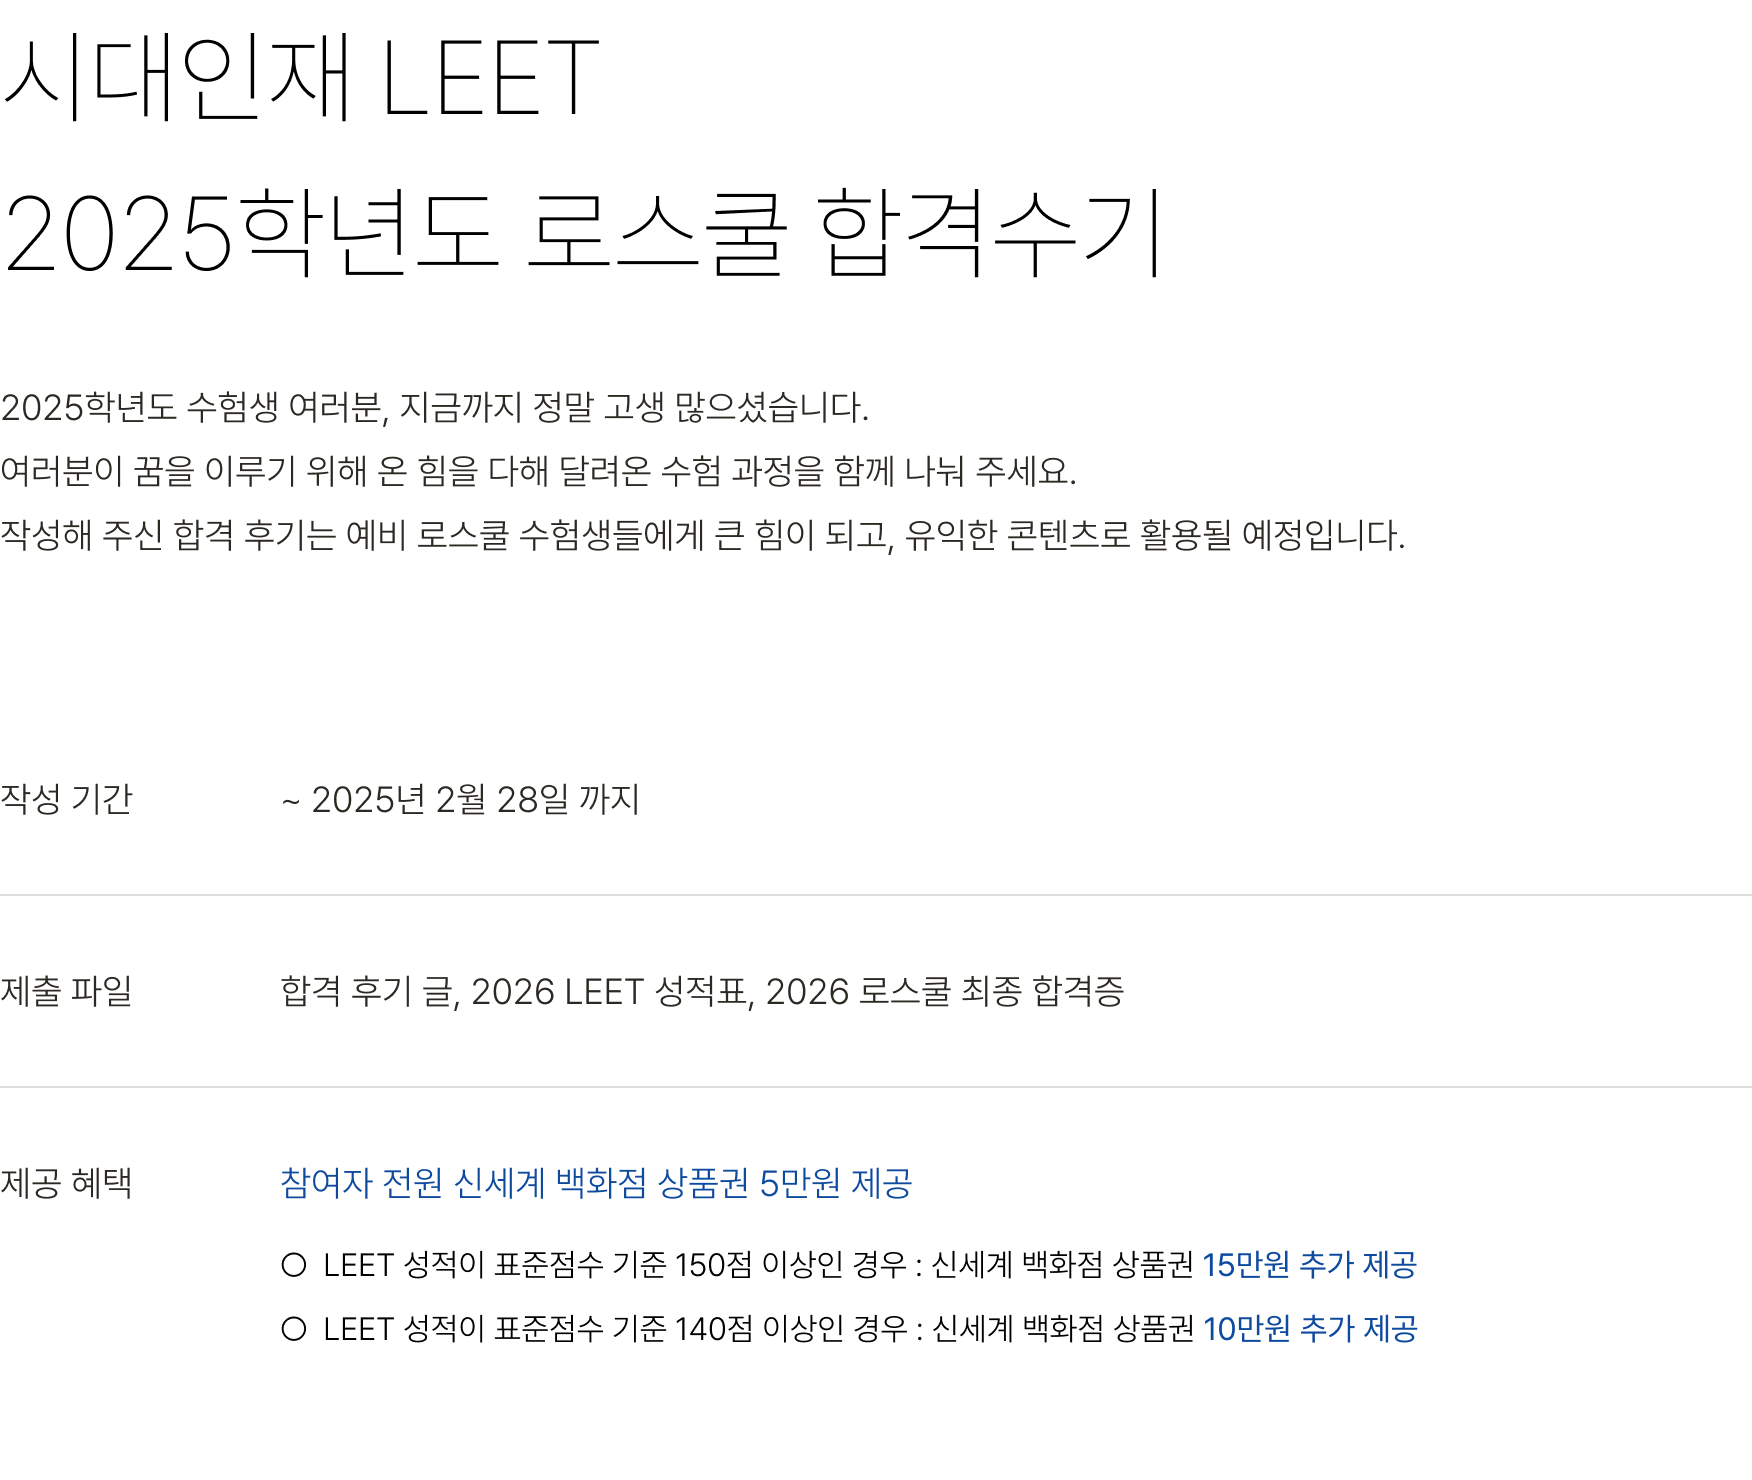 시대인재 LEET
2025학년도 로스쿨 합격수기
2025학년도 수험생 여러분, 지금까지 정말 고생 많으셨습니다.
여러분이 꿈을 이루기 위해 온 힘을 다해 달려온 수험 과정을 함께 나눠 주세요.
작성해 주신 합격 후기는 예비 로스쿨 수험생들에게 큰 힘이 되고, 유익한 콘텐츠로 활용될 예정입니다.
작성 기간 ~ 2025년 2월 28일 까지
제출 파일 합격 후기 글, 2026 LEET 성적표, 2026 로스쿨 최종 합격증
제공 혜택 참여자 전원 신세계 백화점 상품권 5만원 제공
○ LEET 성적이 표준점수 기준 150점 이상인 경우 : 신세계 백화점 상품권 15만원 추가 제공
○ LEET 성적이 표준점수 기준 140점 이상인 경우 : 신세계 백화점 상품권 10만원 추가 제공